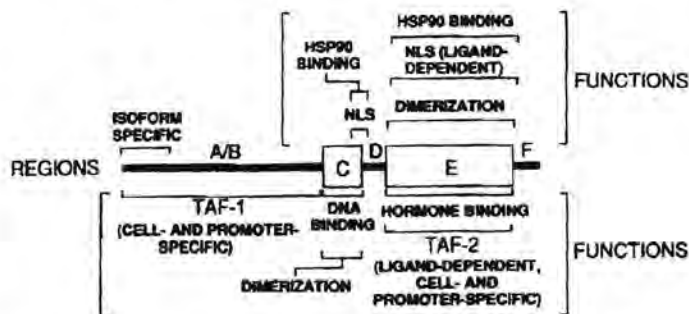 HSP90 BINDING
HSP90
BINDING
NLS (LIGAND-
DEPENDENT)
FUNCTIONS
NLS
DIMERIZATION
ISOFORM
SPECIFIC
REGIONS
A/B
C
D
E
F
TAF-1
(CELL- AND PROMOTER-
SPECIFIC)
DNA
BINDING
HORMONE BINDING
TAF-2
(LIGAND-DEPENDENT,
CELL- AND
PROMOTER-SPECIFIC)
DIMERIZATION
FUNCTIONS